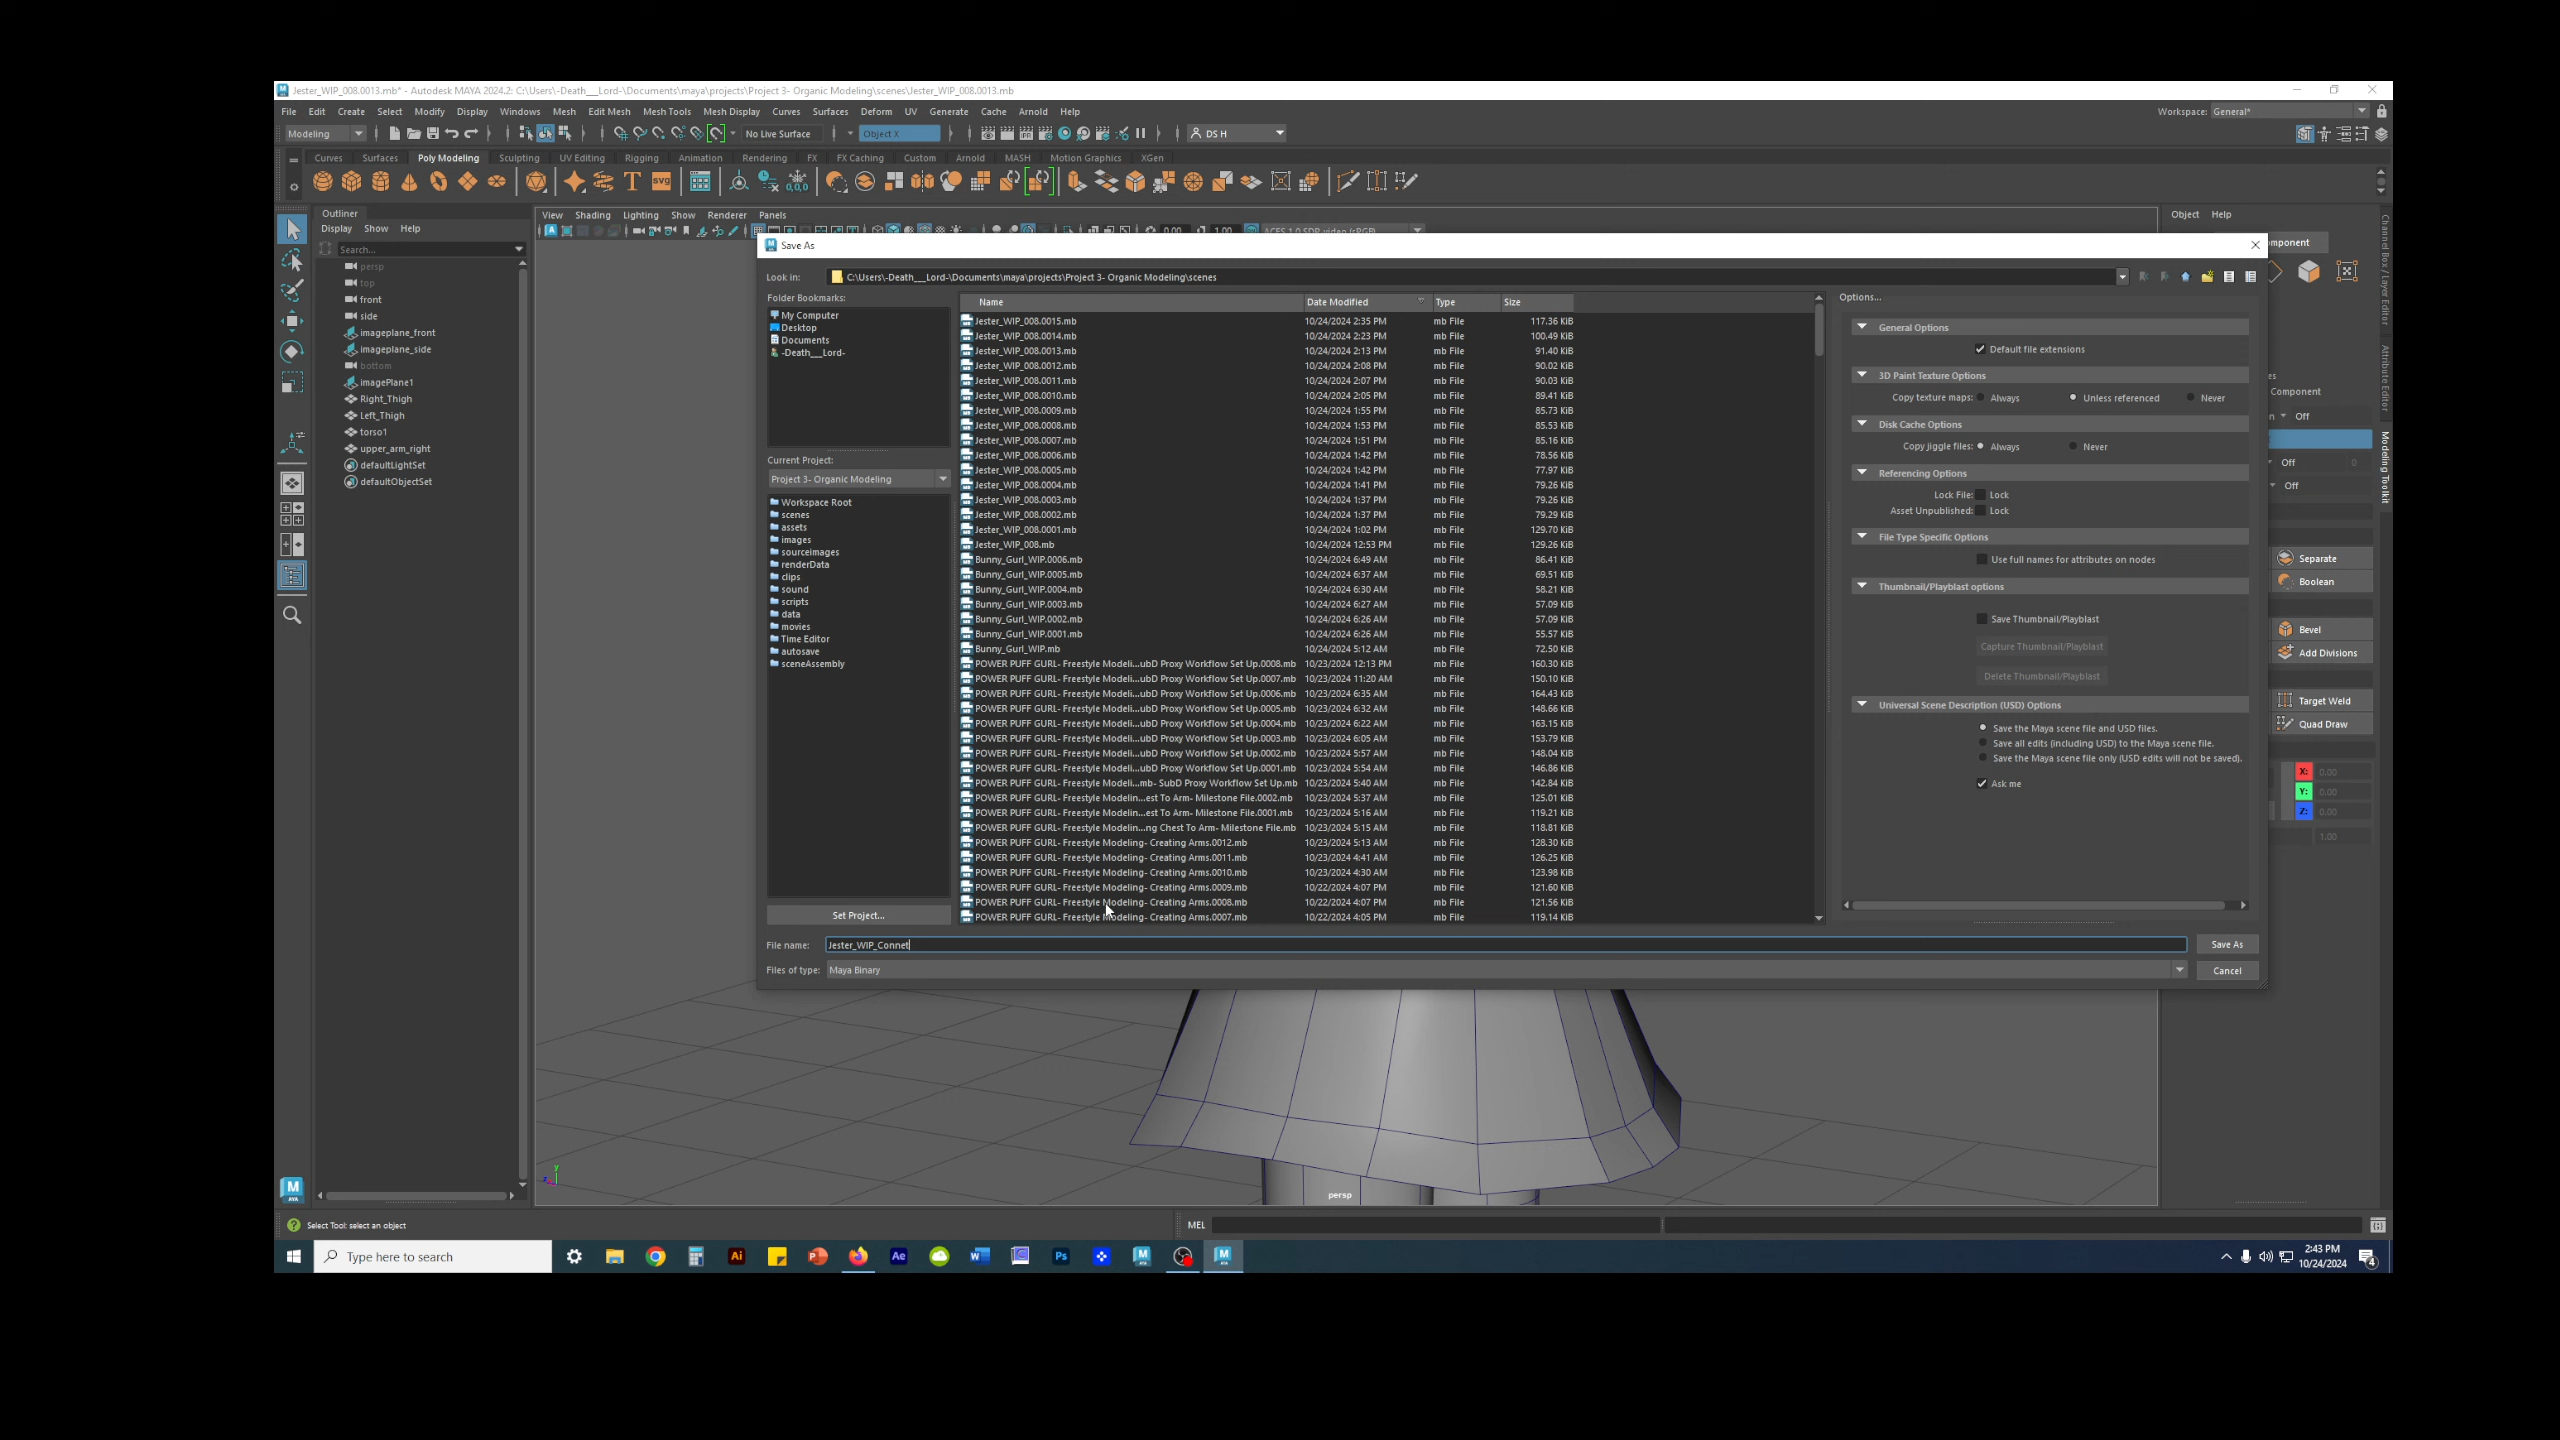 Jester_WIP_008.0013.mb* - Autodesk MAYA 2024.2: C:\Users\-Death___Lord-\Documents\maya\projects\Project 3- Organic Modeling\scenes\Jester_WIP_008.0013.mb
File Edit Create Select Modify Display Windows Mesh Edit Mesh Mesh Tools Mesh Display Curves Surfaces Deform UV Generate Cache Arnold Help
Workspace: General*
Modeling No Live Surface Object X DS H
Curves Surfaces Poly Modeling Sculpting UV Editing Rigging Animation Rendering FX FX Caching Custom Arnold MASH Motion Graphics XGen
Outliner
Display Show Help
Search...
persp
top
front
side
imageplane_front
imageplane_side
bottom
imagePlane1
Right_Thigh
Left_Thigh
torso1
upper_arm_right
defaultLightSet
defaultObjectSet
View Shading Lighting Show Renderer Panels
Object Help
Save As
Look in: C:\Users\-Death___Lord-\Documents\maya\projects\Project 3- Organic Modeling\scenes
Folder Bookmarks:
My Computer
Desktop
Documents
-Death___Lord-
Current Project:
Project 3- Organic Modeling
Workspace Root
scenes
assets
images
sourceimages
renderData
clips
sound
scripts
data
movies
Time Editor
autosave
sceneAssembly
Set Project...
Name Date Modified Type Size
Jester_WIP_008.0015.mb 10/24/2024 2:35 PM mb File 117.36 KiB
Jester_WIP_008.0014.mb 10/24/2024 2:23 PM mb File 100.49 KiB
Jester_WIP_008.0013.mb 10/24/2024 2:13 PM mb File 91.40 KiB
Jester_WIP_008.0012.mb 10/24/2024 2:08 PM mb File 90.02 KiB
Jester_WIP_008.0011.mb 10/24/2024 2:07 PM mb File 90.03 KiB
Jester_WIP_008.0010.mb 10/24/2024 2:05 PM mb File 89.41 KiB
Jester_WIP_008.0009.mb 10/24/2024 1:55 PM mb File 85.73 KiB
Jester_WIP_008.0008.mb 10/24/2024 1:53 PM mb File 85.53 KiB
Jester_WIP_008.0007.mb 10/24/2024 1:51 PM mb File 85.16 KiB
Jester_WIP_008.0006.mb 10/24/2024 1:42 PM mb File 78.56 KiB
Jester_WIP_008.0005.mb 10/24/2024 1:42 PM mb File 77.97 KiB
Jester_WIP_008.0004.mb 10/24/2024 1:41 PM mb File 79.26 KiB
Jester_WIP_008.0003.mb 10/24/2024 1:37 PM mb File 79.26 KiB
Jester_WIP_008.0002.mb 10/24/2024 1:37 PM mb File 79.29 KiB
Jester_WIP_008.0001.mb 10/24/2024 1:02 PM mb File 129.70 KiB
Jester_WIP_008.mb 10/24/2024 12:53 PM mb File 129.26 KiB
Bunny_Gurl_WIP.0006.mb 10/24/2024 6:49 AM mb File 86.41 KiB
Bunny_Gurl_WIP.0005.mb 10/24/2024 6:37 AM mb File 69.51 KiB
Bunny_Gurl_WIP.0004.mb 10/24/2024 6:30 AM mb File 58.21 KiB
Bunny_Gurl_WIP.0003.mb 10/24/2024 6:27 AM mb File 57.09 KiB
Bunny_Gurl_WIP.0002.mb 10/24/2024 6:26 AM mb File 57.09 KiB
Bunny_Gurl_WIP.0001.mb 10/24/2024 6:26 AM mb File 55.57 KiB
Bunny_Gurl_WIP.mb 10/24/2024 5:12 AM mb File 72.50 KiB
POWER PUFF GURL- Freestyle Modeli...ubD Proxy Workflow Set Up.0008.mb 10/23/2024 12:13 PM mb File 160.30 KiB
POWER PUFF GURL- Freestyle Modeli...ubD Proxy Workflow Set Up.0007.mb 10/23/2024 11:20 AM mb File 150.10 KiB
POWER PUFF GURL- Freestyle Modeli...ubD Proxy Workflow Set Up.0006.mb 10/23/2024 6:35 AM mb File 164.43 KiB
POWER PUFF GURL- Freestyle Modeli...ubD Proxy Workflow Set Up.0005.mb 10/23/2024 6:32 AM mb File 148.66 KiB
POWER PUFF GURL- Freestyle Modeli...ubD Proxy Workflow Set Up.0004.mb 10/23/2024 6:22 AM mb File 163.15 KiB
POWER PUFF GURL- Freestyle Modeli...ubD Proxy Workflow Set Up.0003.mb 10/23/2024 6:05 AM mb File 153.79 KiB
POWER PUFF GURL- Freestyle Modeli...ubD Proxy Workflow Set Up.0002.mb 10/23/2024 5:57 AM mb File 148.04 KiB
POWER PUFF GURL- Freestyle Modeli...ubD Proxy Workflow Set Up.0001.mb 10/23/2024 5:54 AM mb File 146.86 KiB
POWER PUFF GURL- Freestyle Modeli...mb- SubD Proxy Workflow Set Up.mb 10/23/2024 5:40 AM mb File 142.84 KiB
POWER PUFF GURL- Freestyle Modelin...est To Arm- Milestone File.0002.mb 10/23/2024 5:37 AM mb File 125.01 KiB
POWER PUFF GURL- Freestyle Modelin...est To Arm- Milestone File.0001.mb 10/23/2024 5:16 AM mb File 119.21 KiB
POWER PUFF GURL- Freestyle Modelin...ng Chest To Arm- Milestone File.mb 10/23/2024 5:15 AM mb File 118.81 KiB
POWER PUFF GURL- Freestyle Modeling- Creating Arms.0012.mb 10/23/2024 5:13 AM mb File 128.30 KiB
POWER PUFF GURL- Freestyle Modeling- Creating Arms.0011.mb 10/23/2024 4:41 AM mb File 126.25 KiB
POWER PUFF GURL- Freestyle Modeling- Creating Arms.0010.mb 10/23/2024 4:30 AM mb File 123.98 KiB
POWER PUFF GURL- Freestyle Modeling- Creating Arms.0009.mb 10/22/2024 4:07 PM mb File 121.60 KiB
POWER PUFF GURL- Freestyle Modeling- Creating Arms.0008.mb 10/22/2024 4:07 PM mb File 121.56 KiB
POWER PUFF GURL- Freestyle Modeling- Creating Arms.0007.mb 10/22/2024 4:05 PM mb File 119.14 KiB
Options...
General Options
Default file extensions
3D Paint Texture Options
Copy texture maps: Always Unless referenced Never
Disk Cache Options
Copy jiggle files: Always Never
Referencing Options
Lock File: Lock
Asset Unpublished: Lock
File Type Specific Options
Use full names for attributes on nodes
Thumbnail/Playblast options
Save Thumbnail/Playblast
Capture Thumbnail/Playblast
Delete Thumbnail/Playblast
Universal Scene Description (USD) Options
Save the Maya scene file and USD files.
Save all edits (including USD) to the Maya scene file.
Save the Maya scene file only (USD edits will not be saved).
Ask me
File name: Jester_WIP_Connet Save As
Files of type: Maya Binary Cancel
mponent
Component
Off
Off 0
Off
Separate
Boolean
Bevel
Add Divisions
Target Weld
Quad Draw
X: 0.00
Y: 0.00
Z: 0.00
1.00
Channel Box / Layer Editor
Attribute Editor
Modeling Toolkit
persp
Select Tool: select an object
MEL
Type here to search
2:43 PM
10/24/2024